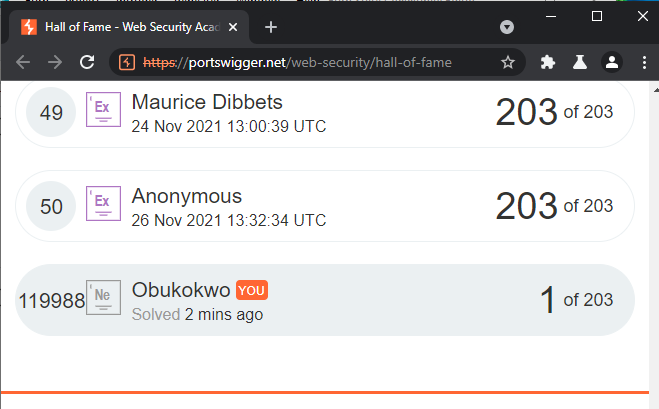 Hall of Fame - Web Security Acad
https://portswigger.net/web-security/hall-of-fame
49
Ex
Maurice Dibbets
24 Nov 2021 13:00:39 UTC
203 of 203
50
Ex
Anonymous
26 Nov 2021 13:32:34 UTC
203 of 203
119988
Ne
Obukokwo YOU
Solved 2 mins ago
1 of 203